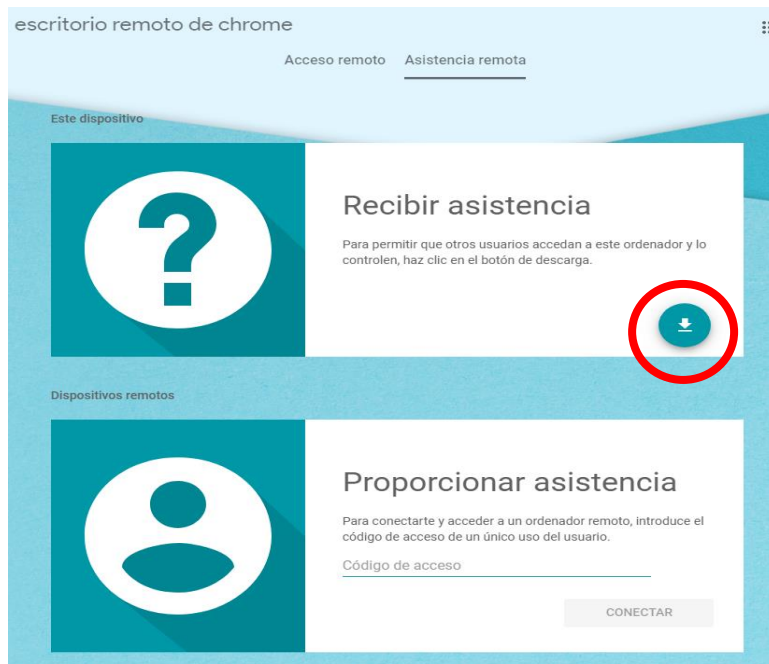 escritorio remoto de chrome
Acceso remoto Asistencia remota
Este dispositivo
Recibir asistencia
Para permitir que otros usuarios accedan a este ordenador y lo
controlen, haz clic en el botón de descarga.
Dispositivos remotos
Proporcionar asistencia
Para conectarte y acceder a un ordenador remoto, introduce el
código de acceso de un único uso del usuario.
Código de acceso
CONECTAR